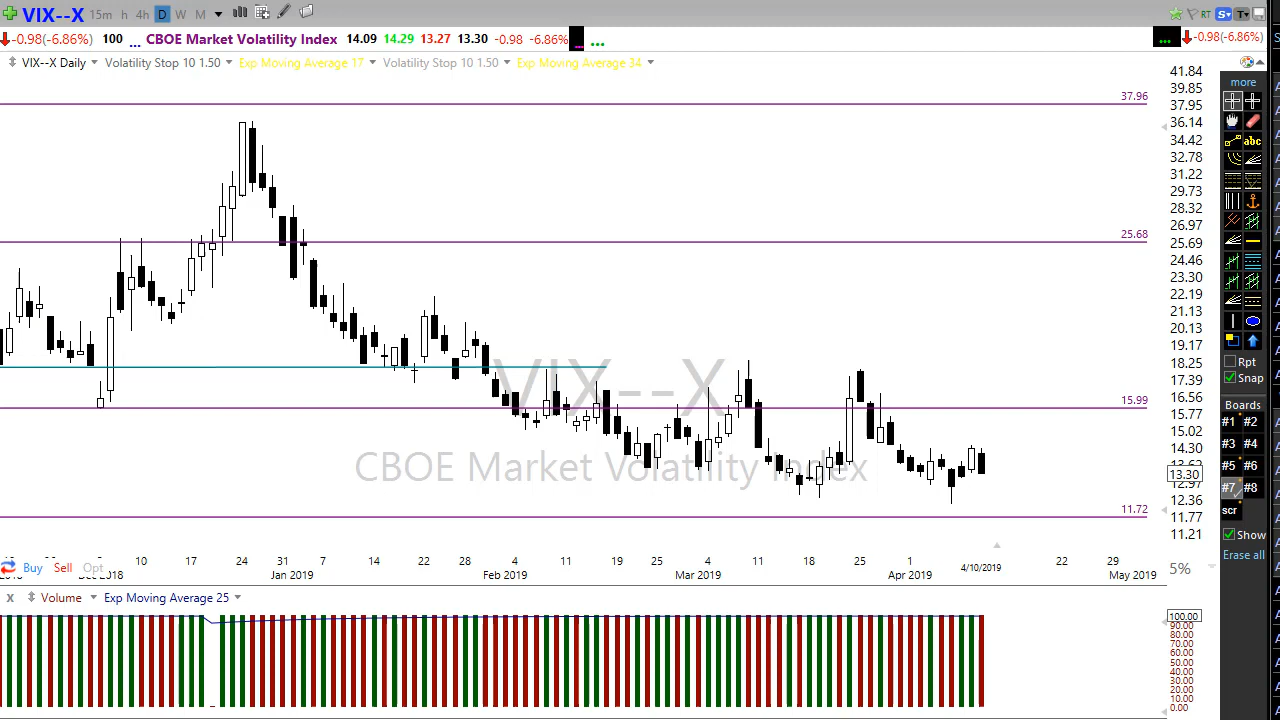 VIX--X 15m h 4h D W M RT S T
-0.98(-6.86%) 100 ... CBOE Market Volatility Index 14.09 14.29 13.27 13.30 -0.98 -6.86% ... ... -0.98(-6.86%)
VIX--X Daily Volatility Stop 10 1.50 Exp Moving Average 17 Volatility Stop 10 1.50 Exp Moving Average 34
more
41.84
39.85
37.96
37.95
36.14
34.42
abc
32.78
31.22
29.73
28.32
26.97
25.68
25.69
24.46
23.30
22.19
21.13
20.13
19.17
18.25
Rpt
17.39
Snap
VIX--X
15.99
16.56
Boards
15.77
#1 #2
15.02
#3 #4
14.30
CBOE Market Volatility Index
#5 #6
13.30
12.97
#7 #8
12.36
11.72
11.77
scr
11.21
Show
Erase all
10 17 24 31 7 14 22 28 4 11 19 25 4 11 18 25 1 22 29
Buy Sell Opt
Dec 2018 Jan 2019 Feb 2019 Mar 2019 Apr 2019 4/10/2019 May 2019
5%
X Volume Exp Moving Average 25
100.00
90.00
80.00
70.00
60.00
50.00
40.00
30.00
20.00
10.00
0.00